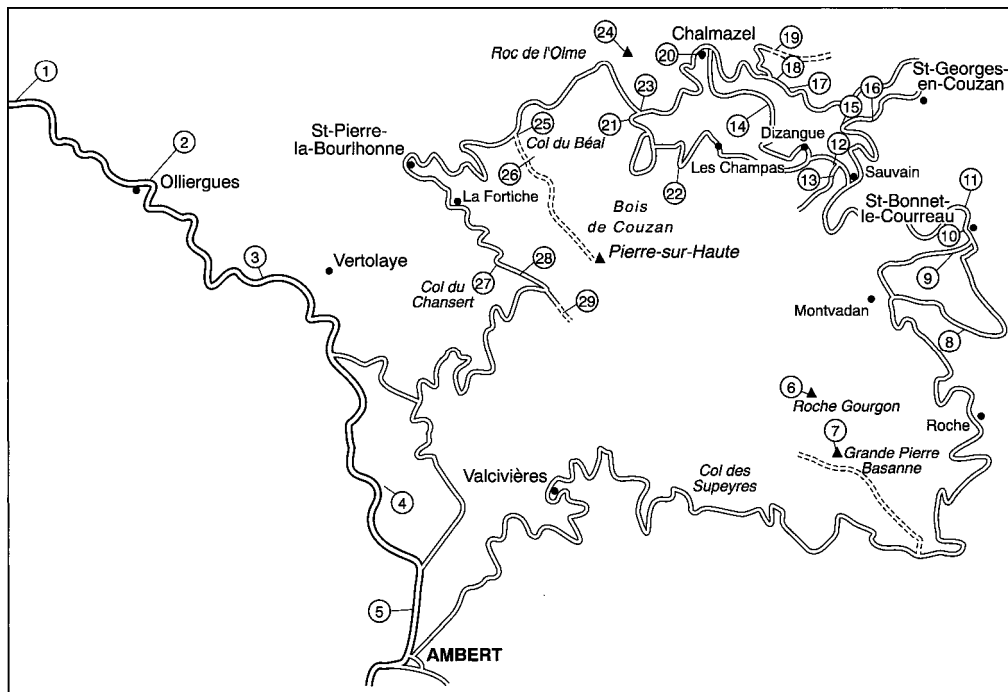 1
2
Olliergues
3
Vertolaye
4
5
AMBERT
24
Roc de l'Olme
Chalmazel
20
19
18
17
St-Georges-
en-Couzan
16
15
23
21
14
Dizangue
12
13
Les Champas
22
Sauvain
25
Col du Béal
26
St-Pierre-
la-Bourlhonne
La Fortiche
Bois
de Couzan
Pierre-sur-Haute
27
28
29
Col du
Chansert
St-Bonnet-
le-Courreau
11
10
9
Montvadan
8
6
Roche Gourgon
7
Grande Pierre
Basanne
Roche
Valcivières
Col des
Supeyres